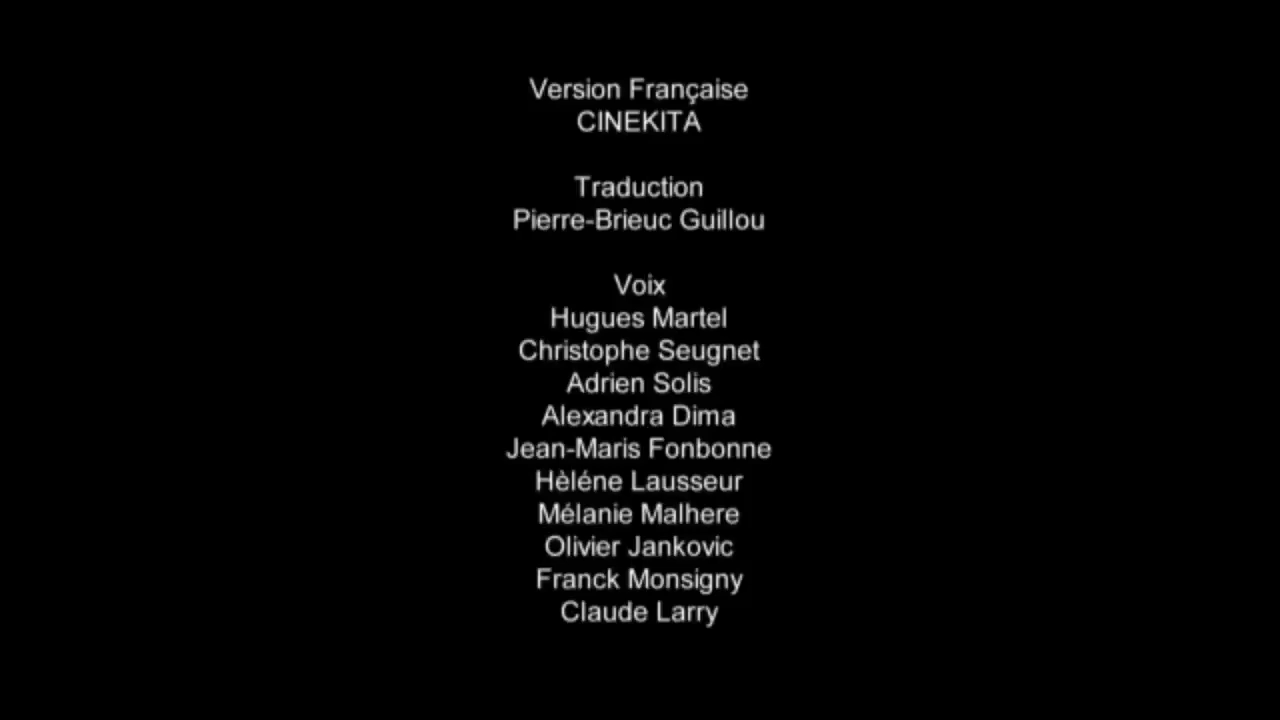 Version Française
CINEKITA
Traduction
Pierre-Brieuc Guillou
Voix
Hugues Martel
Christophe Seugnet
Adrien Solis
Alexandra Dima
Jean-Maris Fonbonne
Hèléne Lausseur
Mélanie Malhere
Olivier Jankovic
Franck Monsigny
Claude Larry